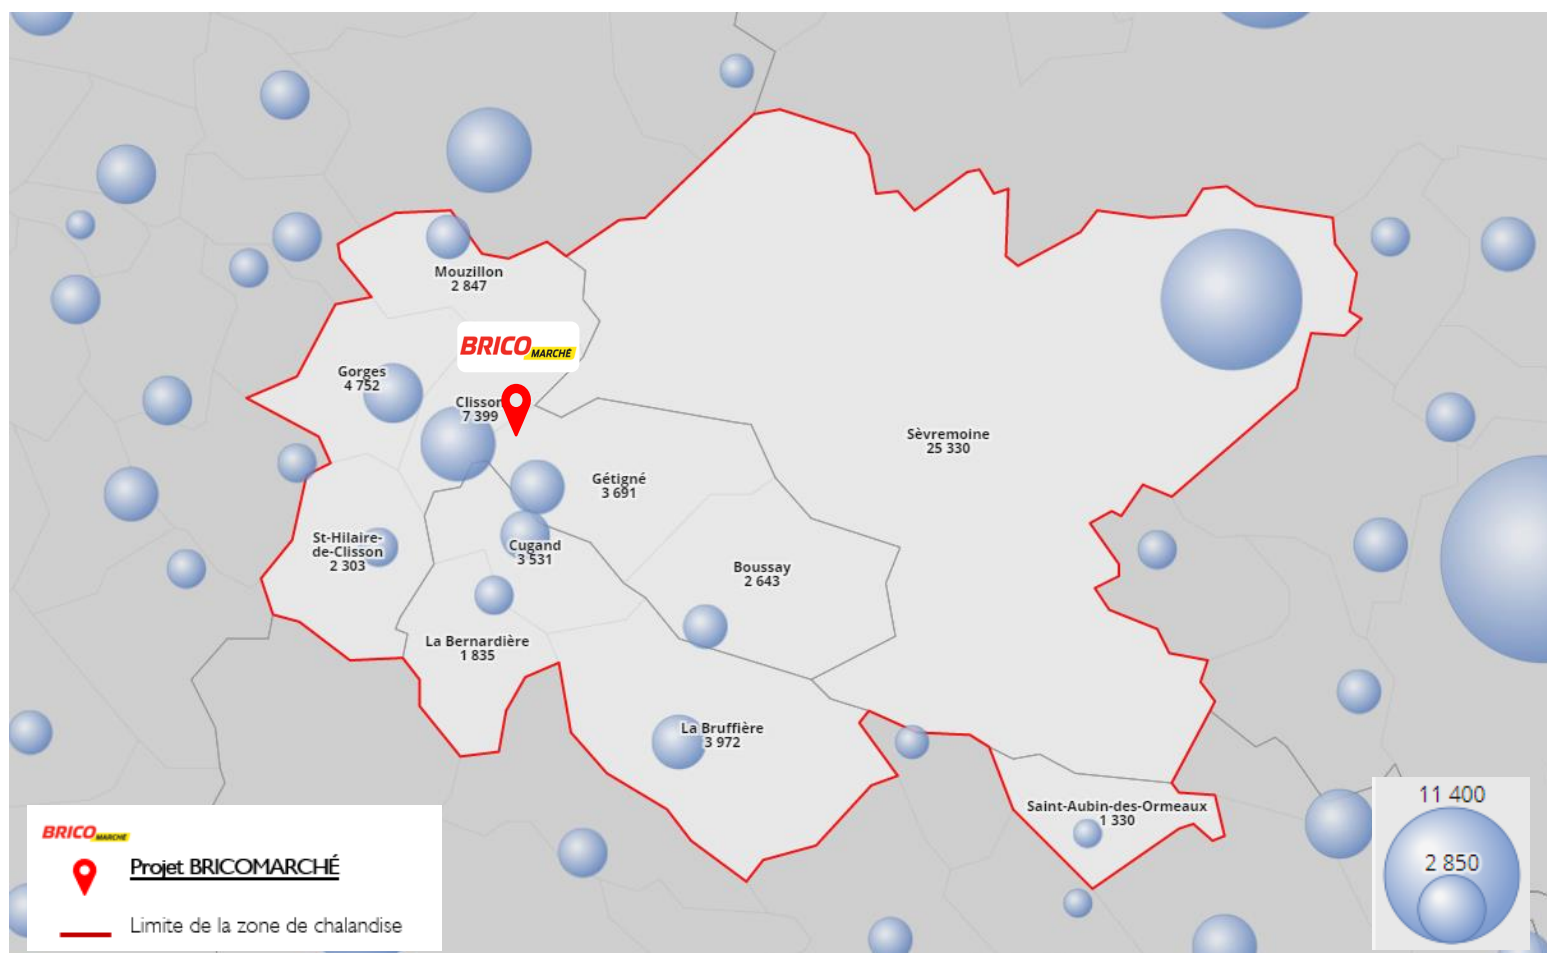 Mouzillon
2 847
BRICO MARCHÉ
Gorges
4 752
Clisson
7 399
Sèvremoine
25 330
Gétigné
3 691
St-Hilaire-
de-Clisson
2 303
Cugand
3 531
Boussay
2 643
La Bernardière
1 835
La Bruffière
3 972
Saint-Aubin-des-Ormeaux
1 330
BRICO MARCHÉ
Projet BRICOMARCHÉ
Limite de la zone de chalandise
11 400
2 850